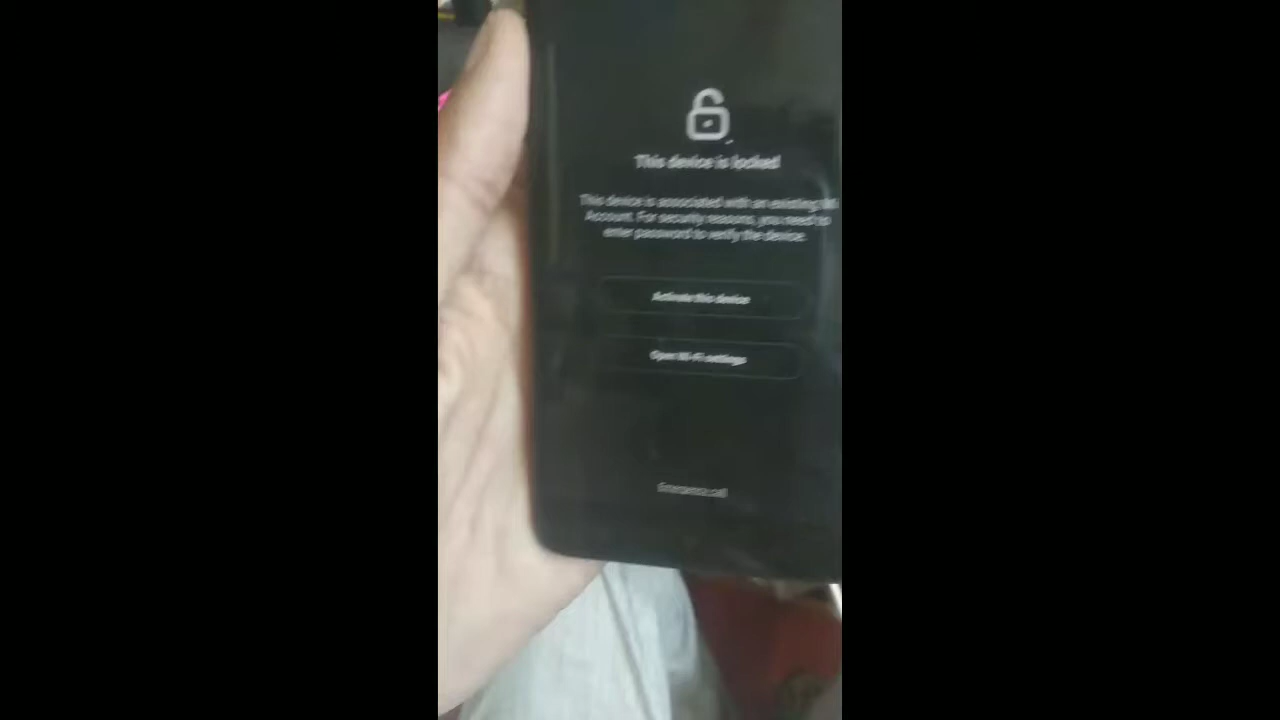 This device is locked
This device is associated with an existing Mi
Account. For security reasons, you need to
enter password to verify the device.
Activate this device
Open Wi-Fi settings
Emergency call